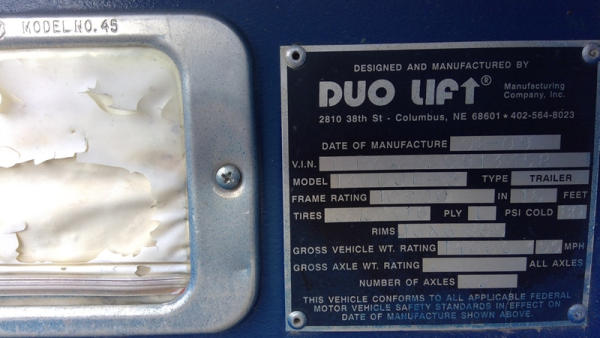 MODEL NO. 45
DESIGNED AND MANUFACTURED BY
DUO LIFT® Manufacturing
Company, Inc.
2810 38th St - Columbus, NE 68601 ★ 402-564-8023
DATE OF MANUFACTURE
V.I.N.
MODEL TYPE TRAILER
FRAME RATING IN FEET
TIRES PLY PSI COLD
RIMS
GROSS VEHICLE WT. RATING MPH
GROSS AXLE WT. RATING ALL AXLES
NUMBER OF AXLES
THIS VEHICLE CONFORMS TO ALL APPLICABLE FEDERAL
MOTOR VEHICLE SAFETY STANDARDS IN/EFFECT ON
DATE OF MANUFACTURE SHOWN ABOVE.